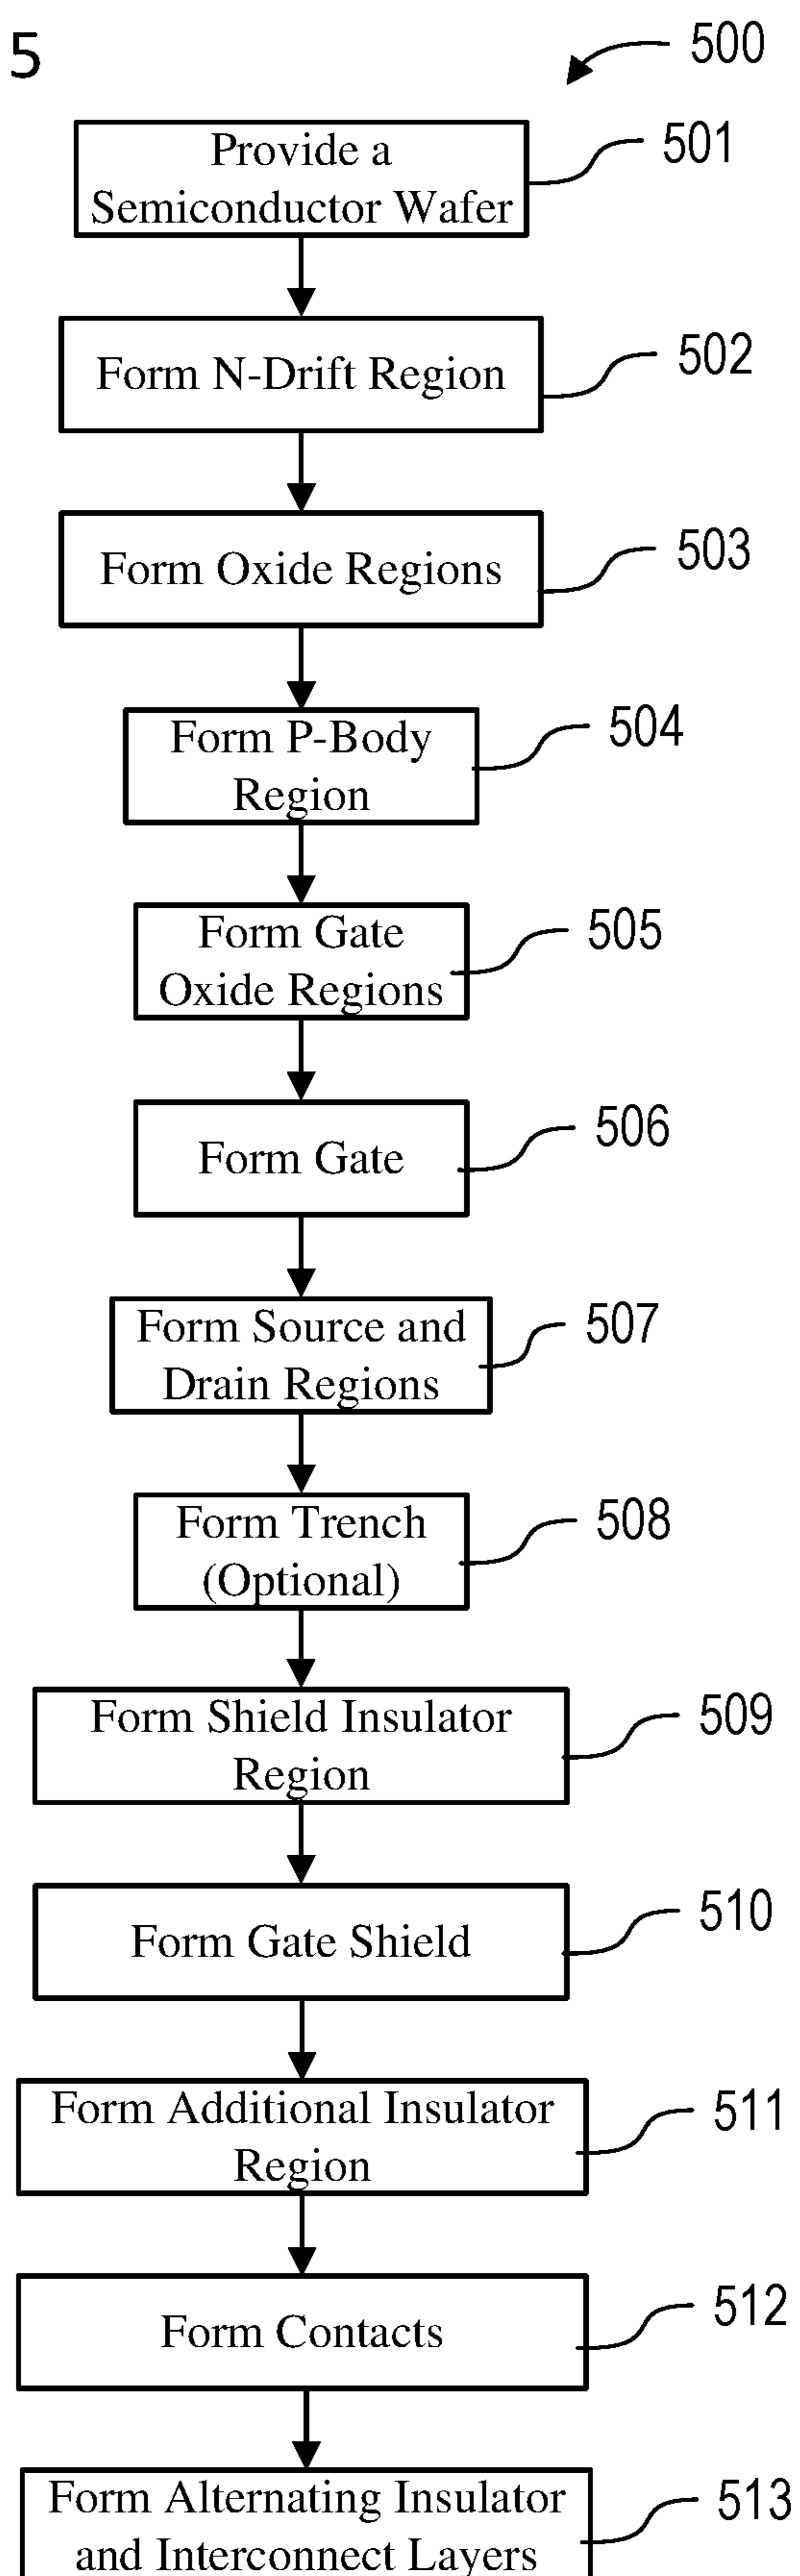 5
500
Provide a
Semiconductor Wafer
501
Form N-Drift Region
502
Form Oxide Regions
503
Form P-Body
Region
504
Form Gate
Oxide Regions
505
Form Gate
506
Form Source and
Drain Regions
507
Form Trench
(Optional)
508
Form Shield Insulator
Region
509
Form Gate Shield
510
Form Additional Insulator
Region
511
Form Contacts
512
Form Alternating Insulator
and Interconnect Layers
513